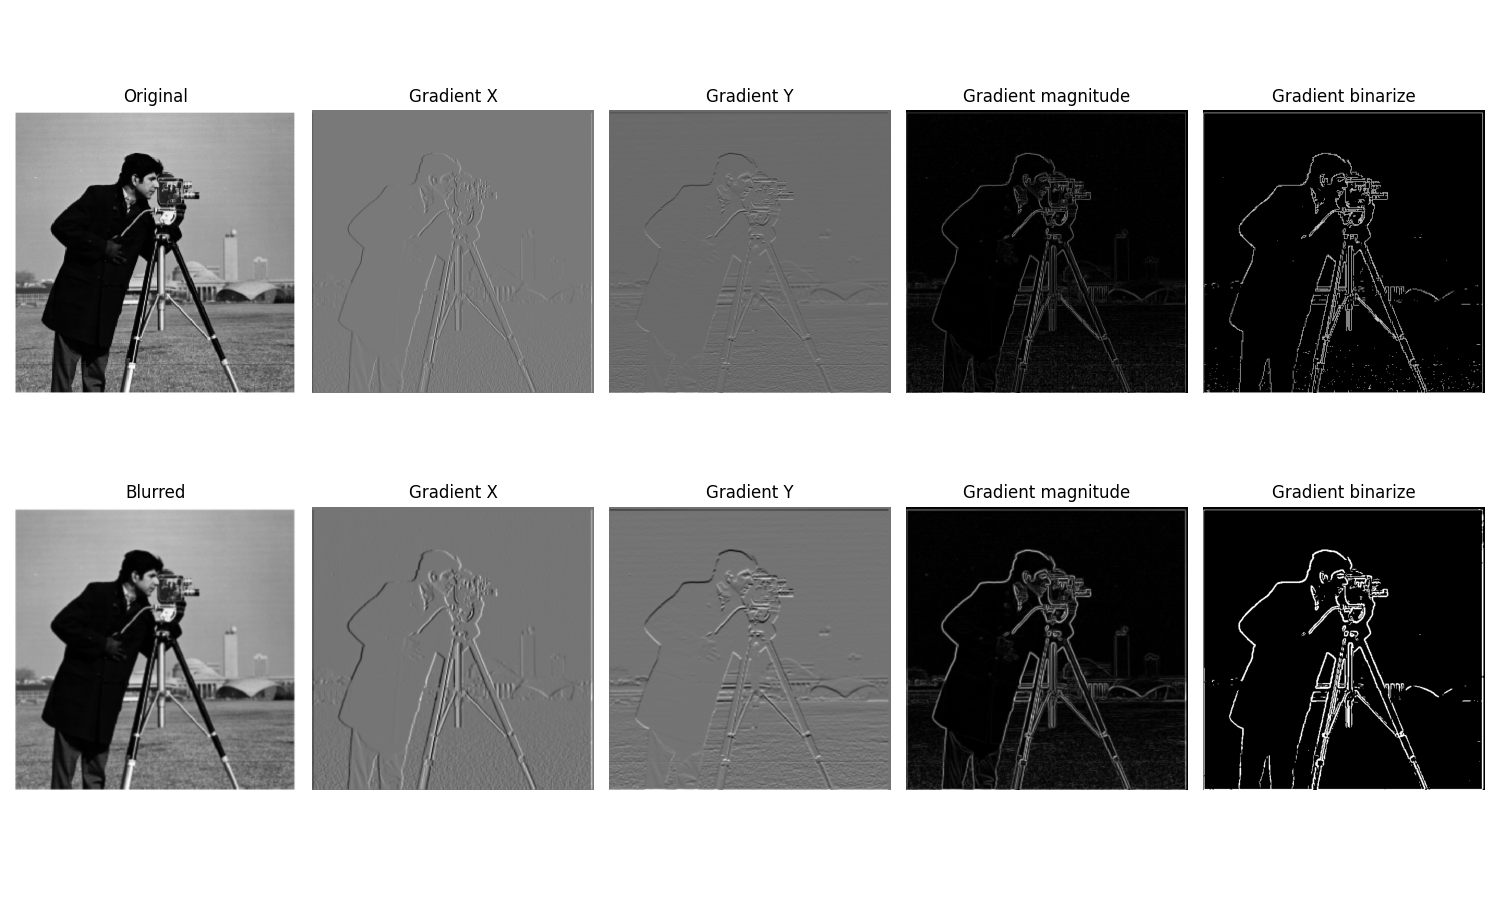 Original
Gradient X
Gradient Y
Gradient magnitude
Gradient binarize
Blurred
Gradient X
Gradient Y
Gradient magnitude
Gradient binarize